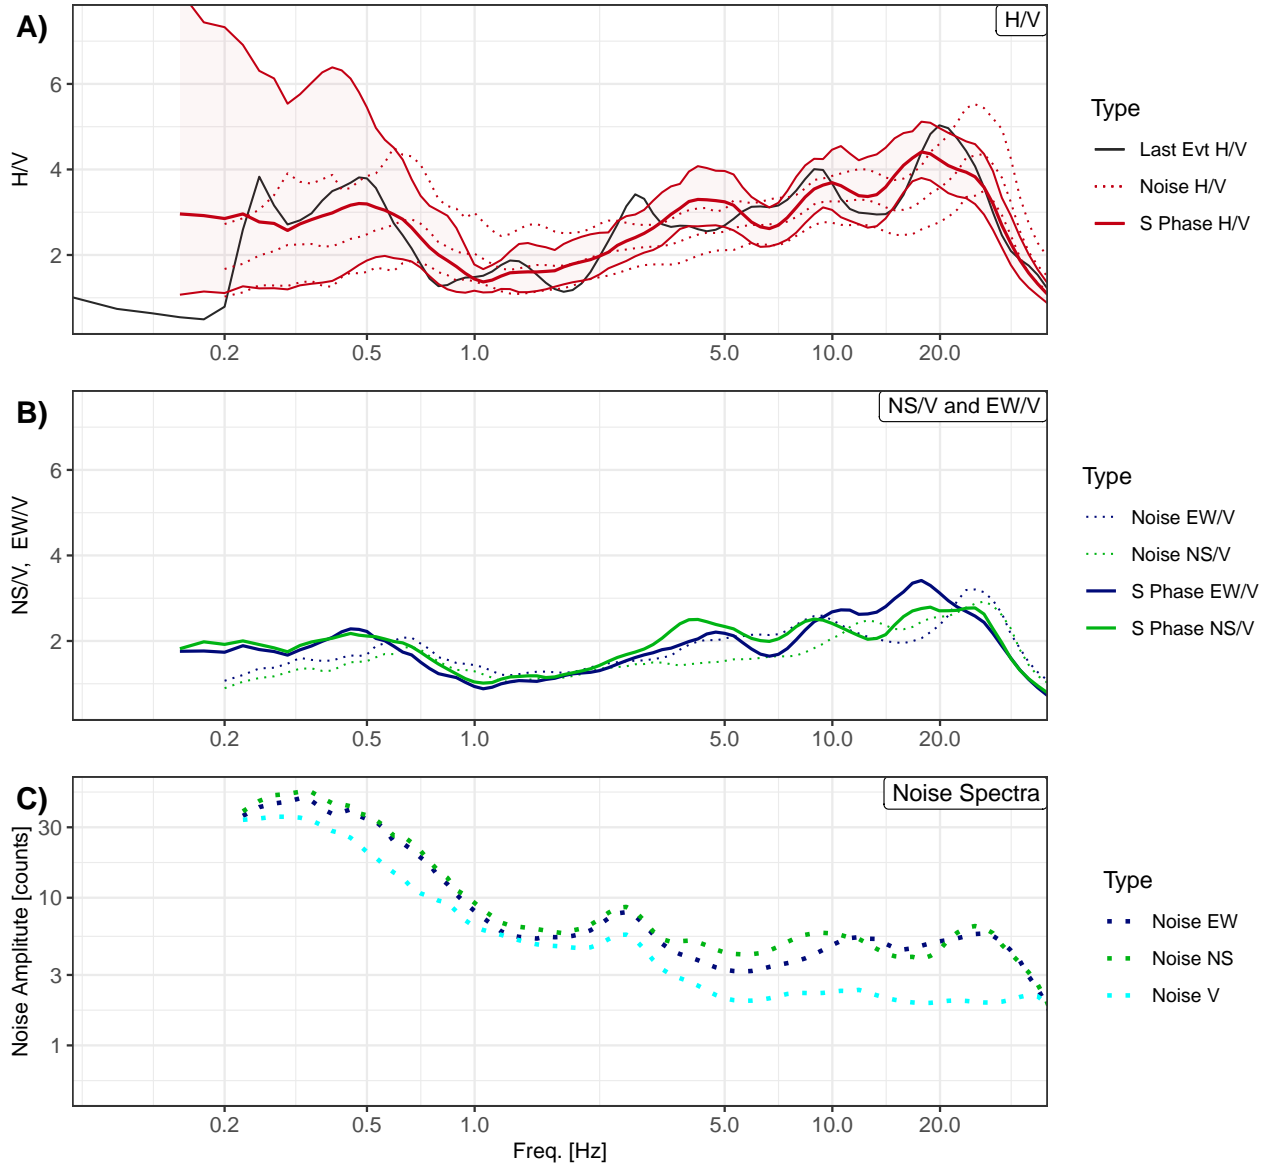 A)
H/V
H/V
6
4
2
0.2
0.5
1.0
5.0
10.0
20.0
Type
Last Evt H/V
Noise H/V
S Phase H/V
B)
NS/V and EW/V
NS/V,  EW/V
6
4
2
0.2
0.5
1.0
5.0
10.0
20.0
Type
Noise EW/V
Noise NS/V
S Phase EW/V
S Phase NS/V
C)
Noise Spectra
Noise Amplitute [counts]
30
10
3
1
0.2
0.5
1.0
5.0
10.0
20.0
Freq. [Hz]
Type
Noise EW
Noise NS
Noise V